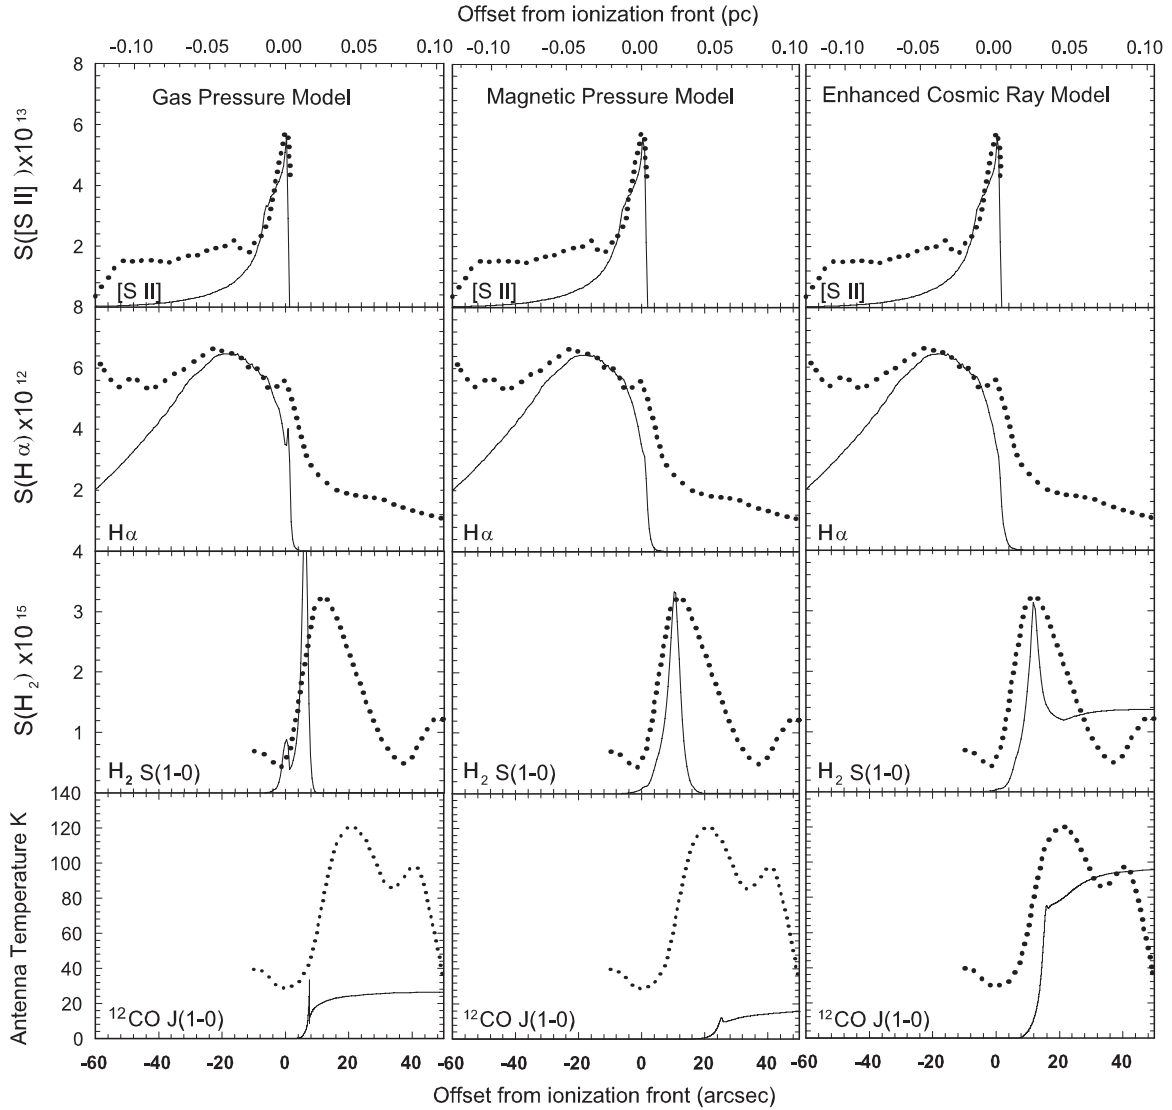 Offset from ionization front (pc)
-0.10 -0.05 0.00 0.05 0.10 -0.10 -0.05 0.00 0.05 0.10 -0.10 -0.05 0.00 0.05 0.10
Gas Pressure Model
Magnetic Pressure Model
Enhanced Cosmic Ray Model
S([S II] )x10 13
8
6
4
2
[S II]
[S II]
[S II]
S(H α) x10 12
8
6
4
2
Hα
Hα
Hα
S(H2) x10 15
4
3
2
1
H2 S(1-0)
H2 S(1-0)
H2 S(1-0)
Antenna Temperature K
140
120
100
80
60
40
20
0
12CO J(1-0)
12CO J(1-0)
12CO J(1-0)
-60 -40 -20 0 20 40 -60 -40 -20 0 20 40 -60 -40 -20 0 20 40
Offset from ionization front (arcsec)